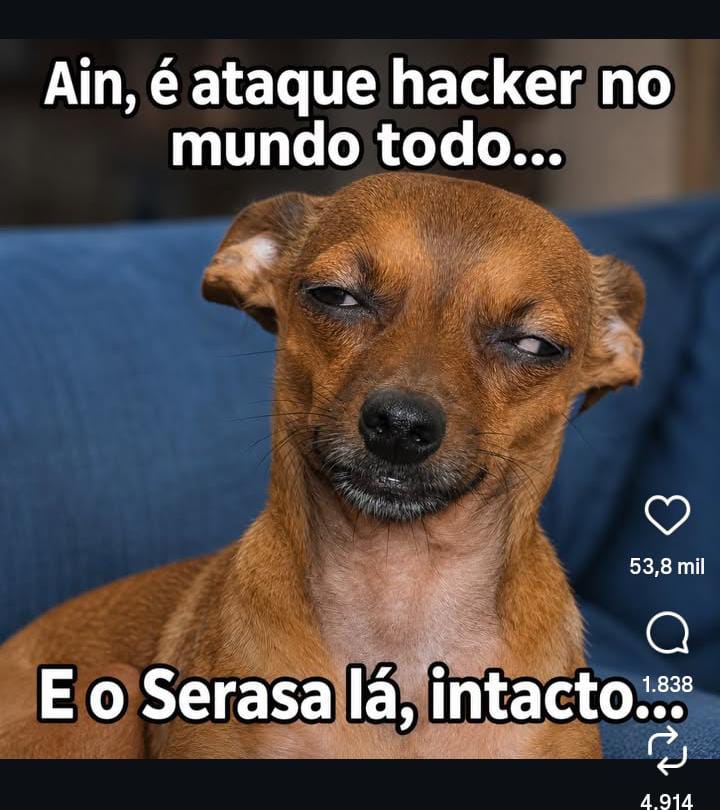 Ain, é ataque hacker no
mundo todo...
53,8 mil
E o Serasa lá, intacto...
1.838
4.914